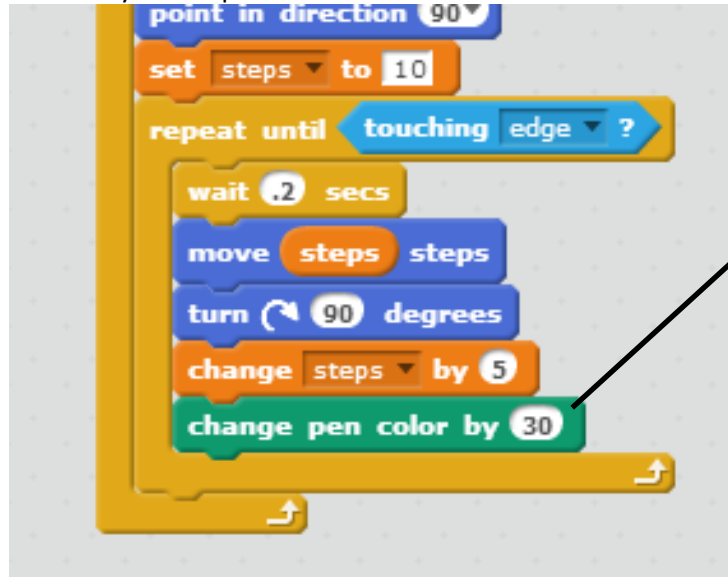 point in direction 90
set steps to 10
repeat until touching edge ?
wait .2 secs
move steps steps
turn 90 degrees
change steps by 5
change pen color by 30